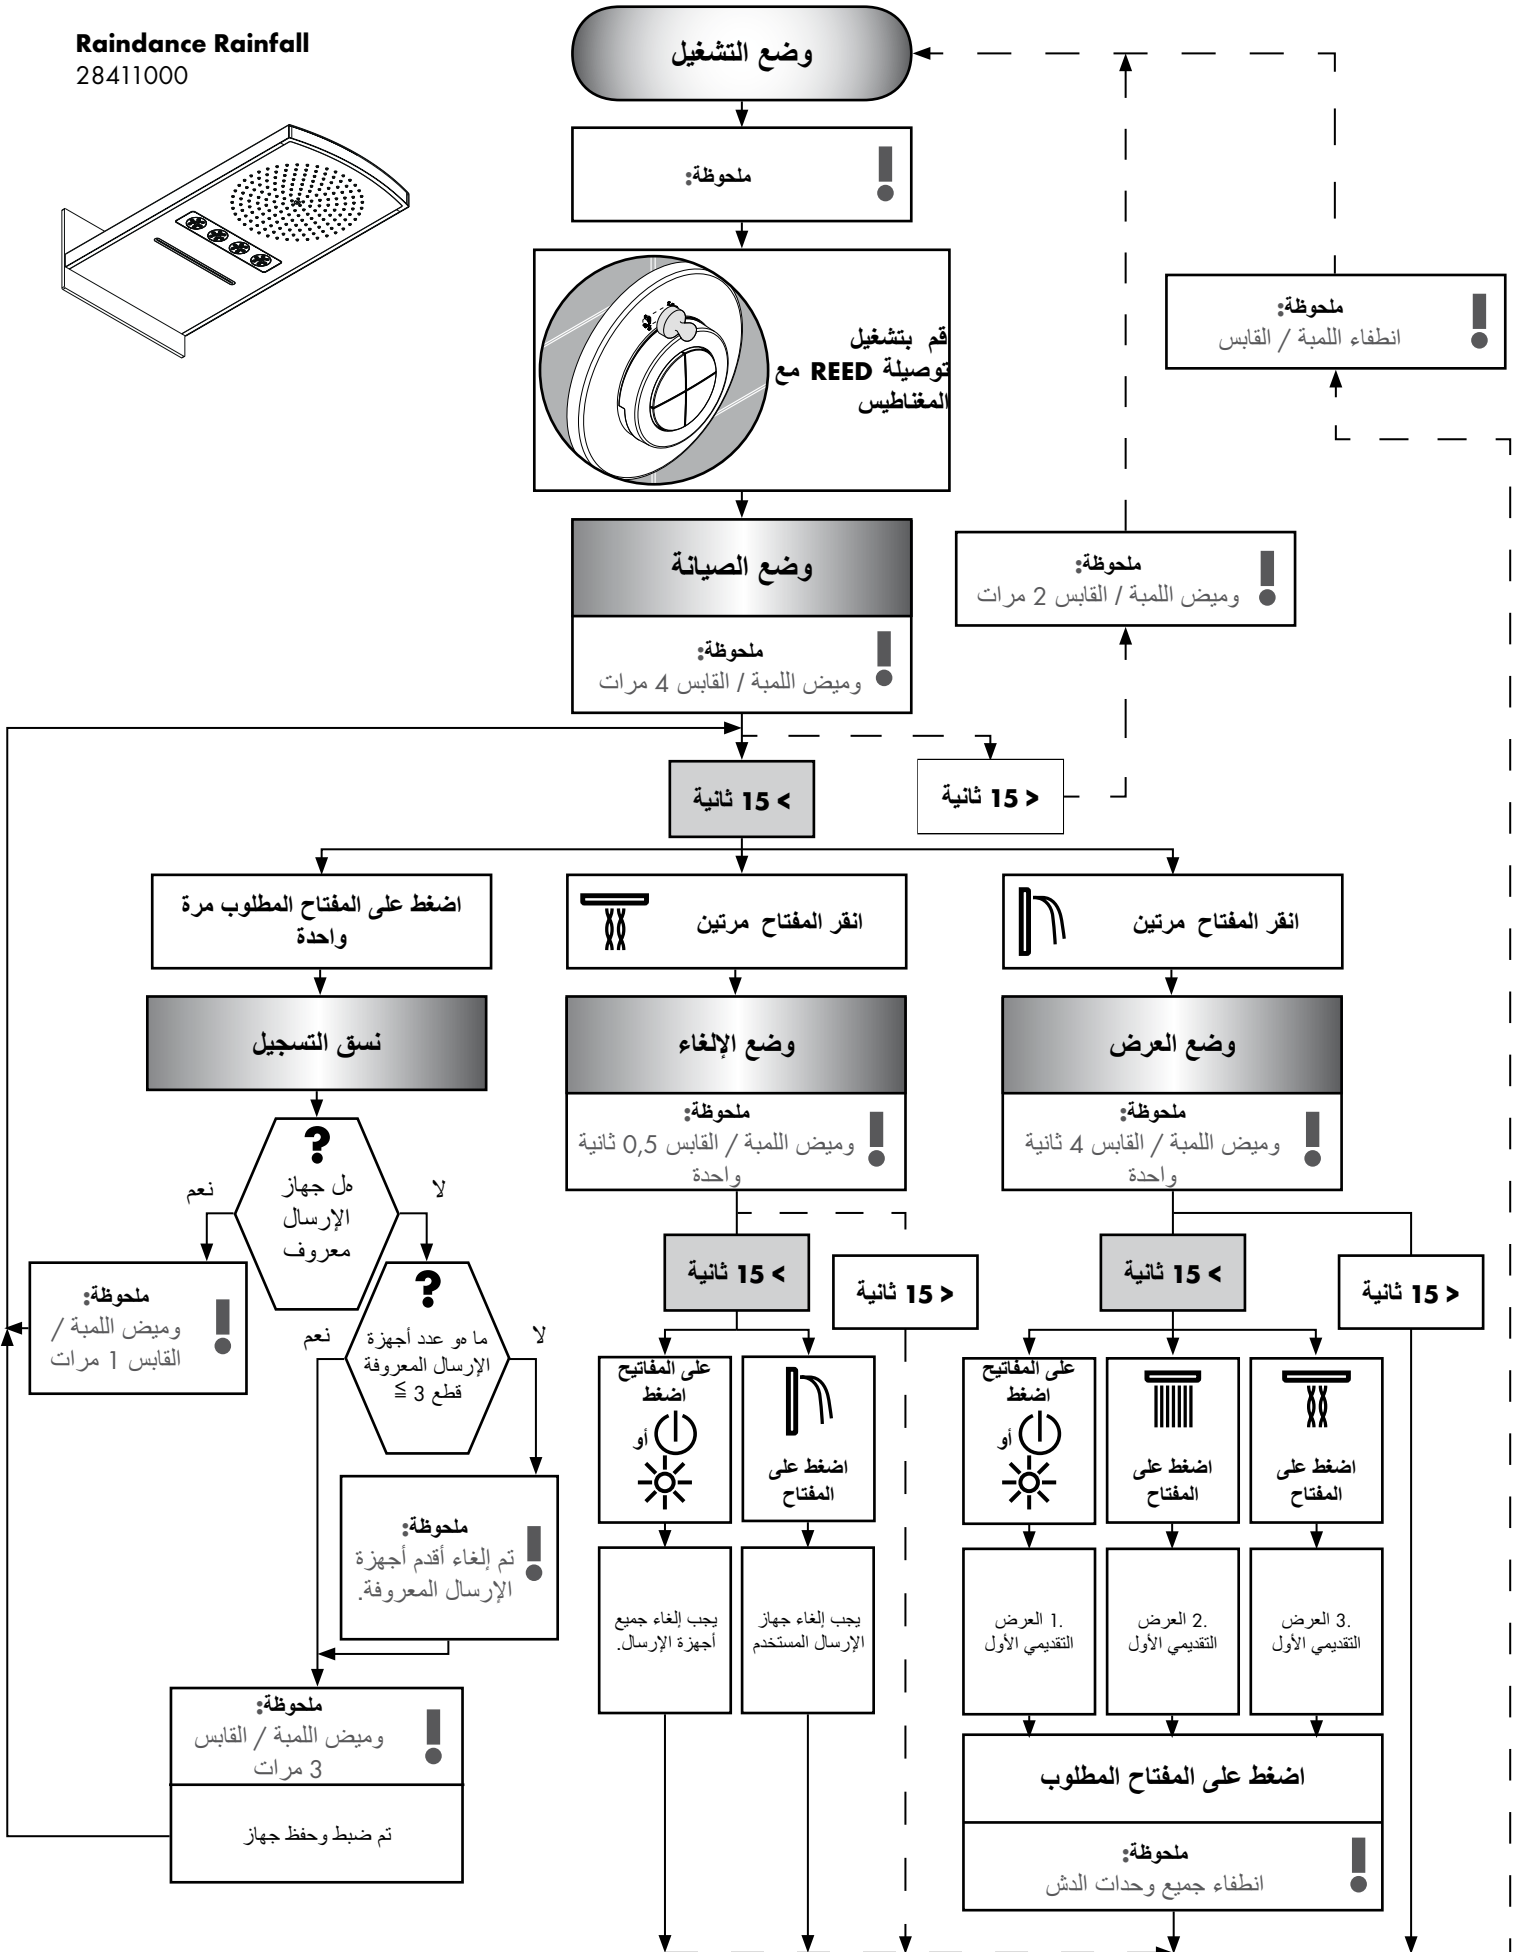 Raindance Rainfall
28411000
وضع التشغيل
ملحوظة:
قم بتشغيل
توصيلة REED مع
المغناطيس
ملحوظة:
انطفاء اللمبة / القابس
وضع الصيانة
ملحوظة:
وميض اللمبة / القابس 4 مرات
ملحوظة:
وميض اللمبة / القابس 2 مرات
> 15 ثانية
< 15 ثانية
انقر المفتاح مرتين
انقر المفتاح مرتين
اضغط على المفتاح المطلوب مرة
واحدة
وضع العرض
ملحوظة:
وميض اللمبة / القابس 4 ثانية
واحدة
وضع الإلغاء
ملحوظة:
وميض اللمبة / القابس 0,5 ثانية
واحدة
نسق التسجيل
?
هل جهاز
الإرسال
معروف
نعم
لا
ملحوظة:
وميض اللمبة /
القابس 1 مرات
?
ما هو عدد أجهزة
الإرسال المعروفة
قطع 3 ≦
نعم
لا
ملحوظة:
تم إلغاء أقدم أجهزة
الإرسال المعروفة.
ملحوظة:
وميض اللمبة / القابس
3 مرات
تم ضبط وحفظ جهاز
> 15 ثانية
< 15 ثانية
على المفاتيح
اضغط
أو
اضغط على
المفتاح
يجب إلغاء جميع
أجهزة الإرسال.
يجب إلغاء جهاز
الإرسال المستخدم
> 15 ثانية
< 15 ثانية
على المفاتيح
اضغط
أو
اضغط على
المفتاح
اضغط على
المفتاح
.1 العرض
التقديمي الأول
.2 العرض
التقديمي الأول
.3 العرض
التقديمي الأول
اضغط على المفتاح المطلوب
ملحوظة:
انطفاء جميع وحدات الدش